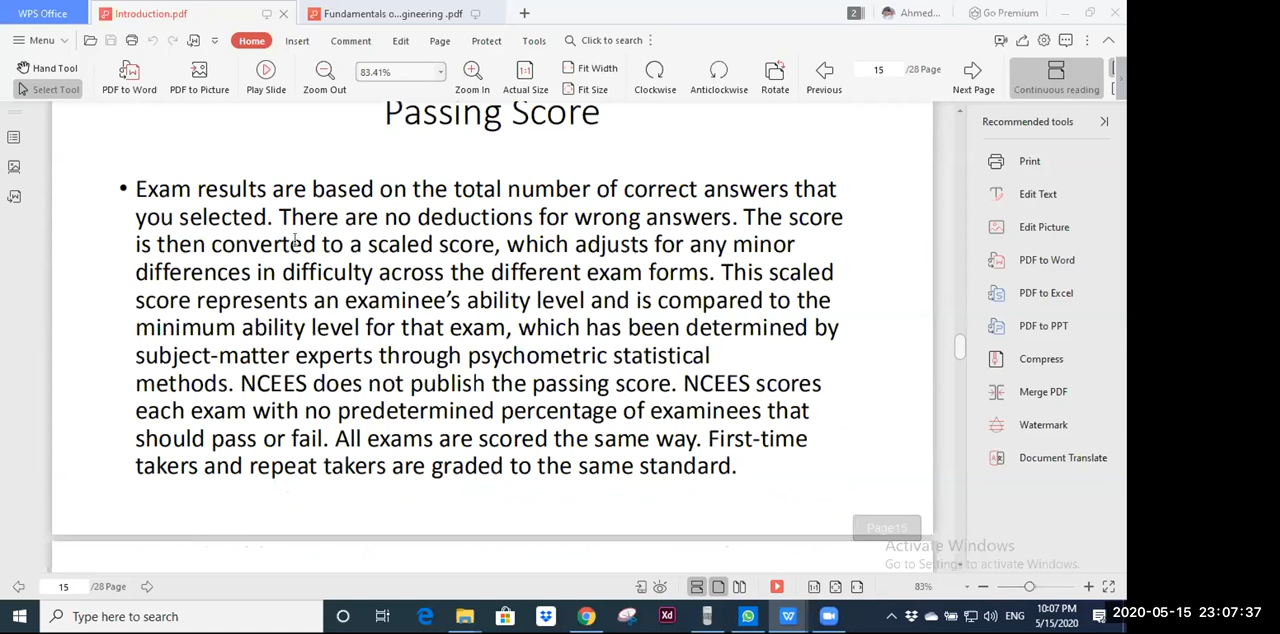 WPS Office
Introduction.pdf
Fundamentals o...gineering .pdf
2
Ahmed...
Go Premium
Menu
Home
Insert
Comment
Edit
Page
Protect
Tools
Click to search
Hand Tool
Select Tool
PDF to Word
PDF to Picture
Play Slide
Zoom Out
83.41%
Zoom In
1:1
Actual Size
Fit Width
Fit Size
Clockwise
Anticlockwise
Rotate
Previous
15
/28 Page
Next Page
Continuous reading
Passing Score
• Exam results are based on the total number of correct answers that
you selected. There are no deductions for wrong answers. The score
is then converted to a scaled score, which adjusts for any minor
differences in difficulty across the different exam forms. This scaled
score represents an examinee’s ability level and is compared to the
minimum ability level for that exam, which has been determined by
subject-matter experts through psychometric statistical
methods. NCEES does not publish the passing score. NCEES scores
each exam with no predetermined percentage of examinees that
should pass or fail. All exams are scored the same way. First-time
takers and repeat takers are graded to the same standard.
Page15
Recommended tools
Print
Edit Text
Edit Picture
PDF to Word
PDF to Excel
PDF to PPT
Compress
Merge PDF
Watermark
Document Translate
Activate Windows
Go to Settings to activate Windows.
15
/28 Page
83%
Type here to search
Xd
ENG
10:07 PM
5/15/2020
2020-05-15 23:07:37